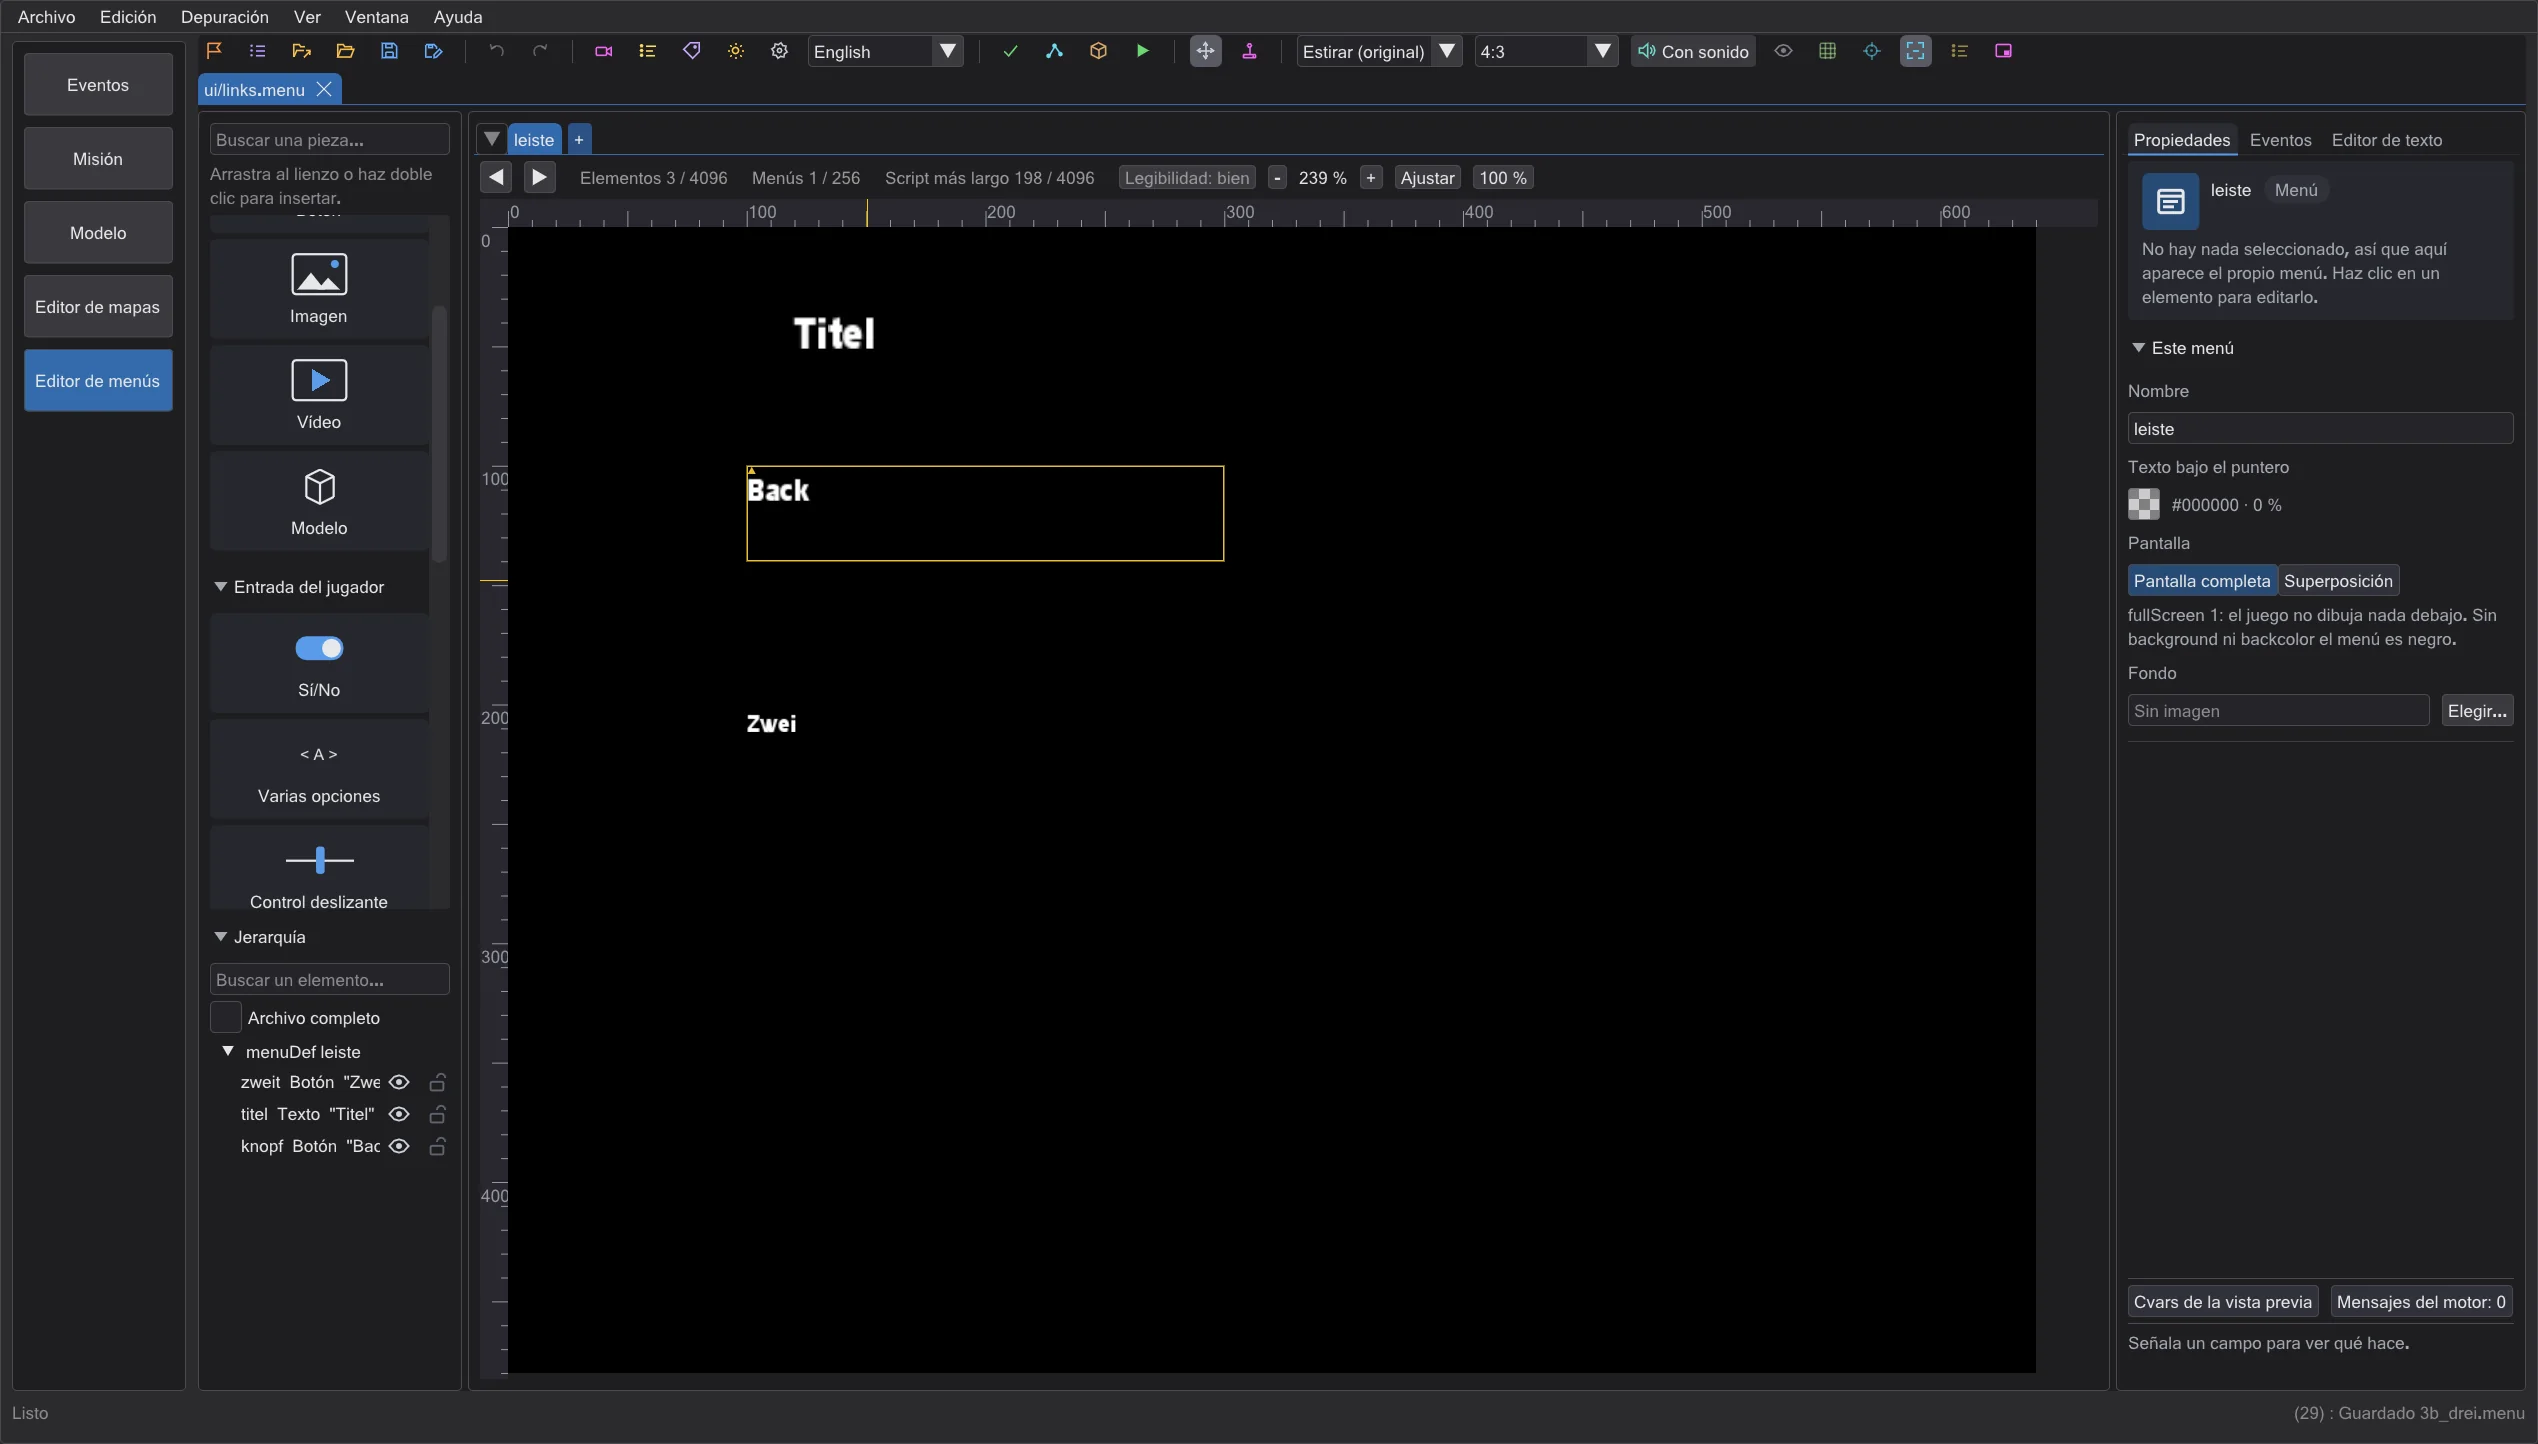 Archivo Edición Depuración Ver Ventana Ayuda
English
Estirar (original)
4:3
Con sonido
Eventos
Misión
Modelo
Editor de mapas
Editor de menús
ui/links.menu
Buscar una pieza...
Arrastra al lienzo o haz doble
clic para insertar.
Imagen
Vídeo
Modelo
Entrada del jugador
Sí/No
< A >
Varias opciones
Control deslizante
Jerarquía
Buscar un elemento...
Archivo completo
menuDef leiste
zweit Botón "Zwe
titel Texto "Titel"
knopf Botón "Bac
leiste +
Elementos 3 / 4096 Menús 1 / 256 Script más largo 198 / 4096 Legibilidad: bien - 239 % + Ajustar 100 %
0 100 200 300 400 500 600
0
100
200
300
400
Titel
Back
Zwei
Propiedades Eventos Editor de texto
leiste Menú
No hay nada seleccionado, así que aquí
aparece el propio menú. Haz clic en un
elemento para editarlo.
Este menú
Nombre
leiste
Texto bajo el puntero
#000000 · 0 %
Pantalla
Pantalla completa Superposición
fullScreen 1: el juego no dibuja nada debajo. Sin
background ni backcolor el menú es negro.
Fondo
Sin imagen Elegir...
Cvars de la vista previa Mensajes del motor: 0
Señala un campo para ver qué hace.
Listo
(29) : Guardado 3b_drei.menu